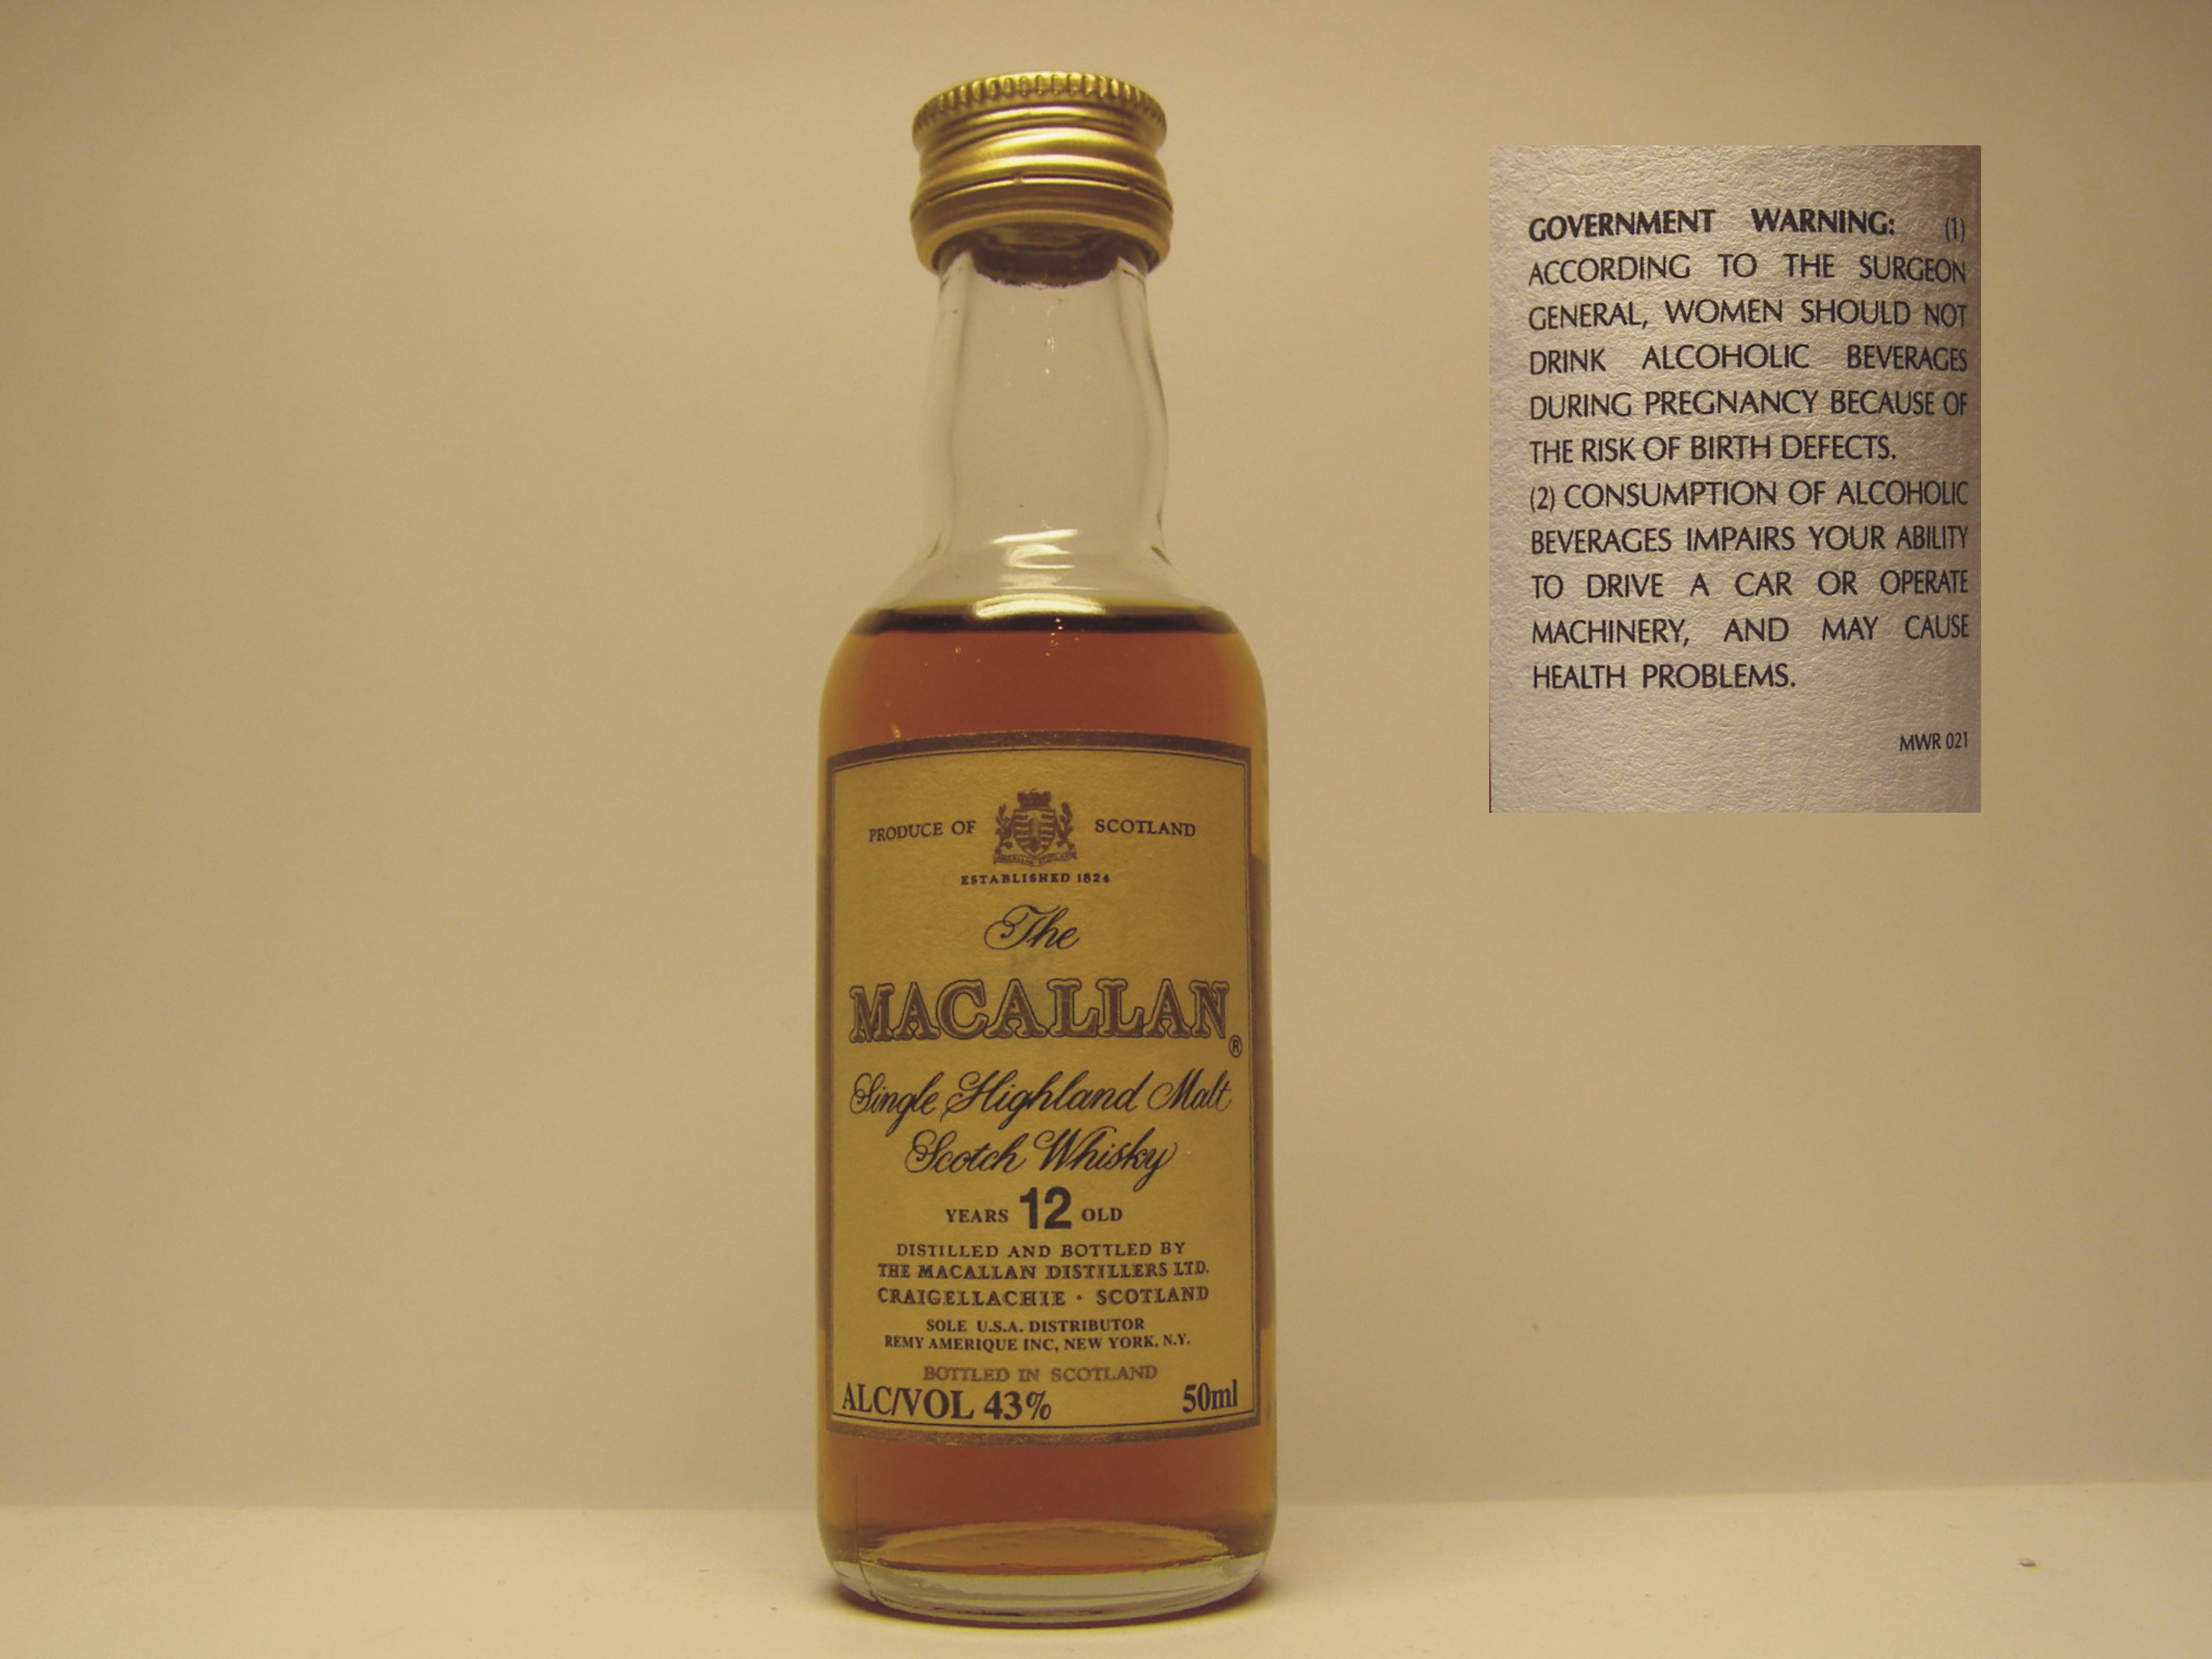 PRODUCE OF SCOTLAND
ESTABLISHED 1824
The
MACALLAN®
Single Highland Malt
Scotch Whisky
YEARS 12 OLD
DISTILLED AND BOTTLED BY
THE MACALLAN DISTILLERS LTD.
CRAIGELLACHIE · SCOTLAND
SOLE U.S.A. DISTRIBUTOR
REMY AMERIQUE INC, NEW YORK, N.Y.
BOTTLED IN SCOTLAND
ALC/VOL 43% 50ml
GOVERNMENT WARNING: (1)
ACCORDING TO THE SURGEON
GENERAL, WOMEN SHOULD NOT
DRINK ALCOHOLIC BEVERAGES
DURING PREGNANCY BECAUSE OF
THE RISK OF BIRTH DEFECTS.
(2) CONSUMPTION OF ALCOHOLIC
BEVERAGES IMPAIRS YOUR ABILITY
TO DRIVE A CAR OR OPERATE
MACHINERY, AND MAY CAUSE
HEALTH PROBLEMS.
MWR 021